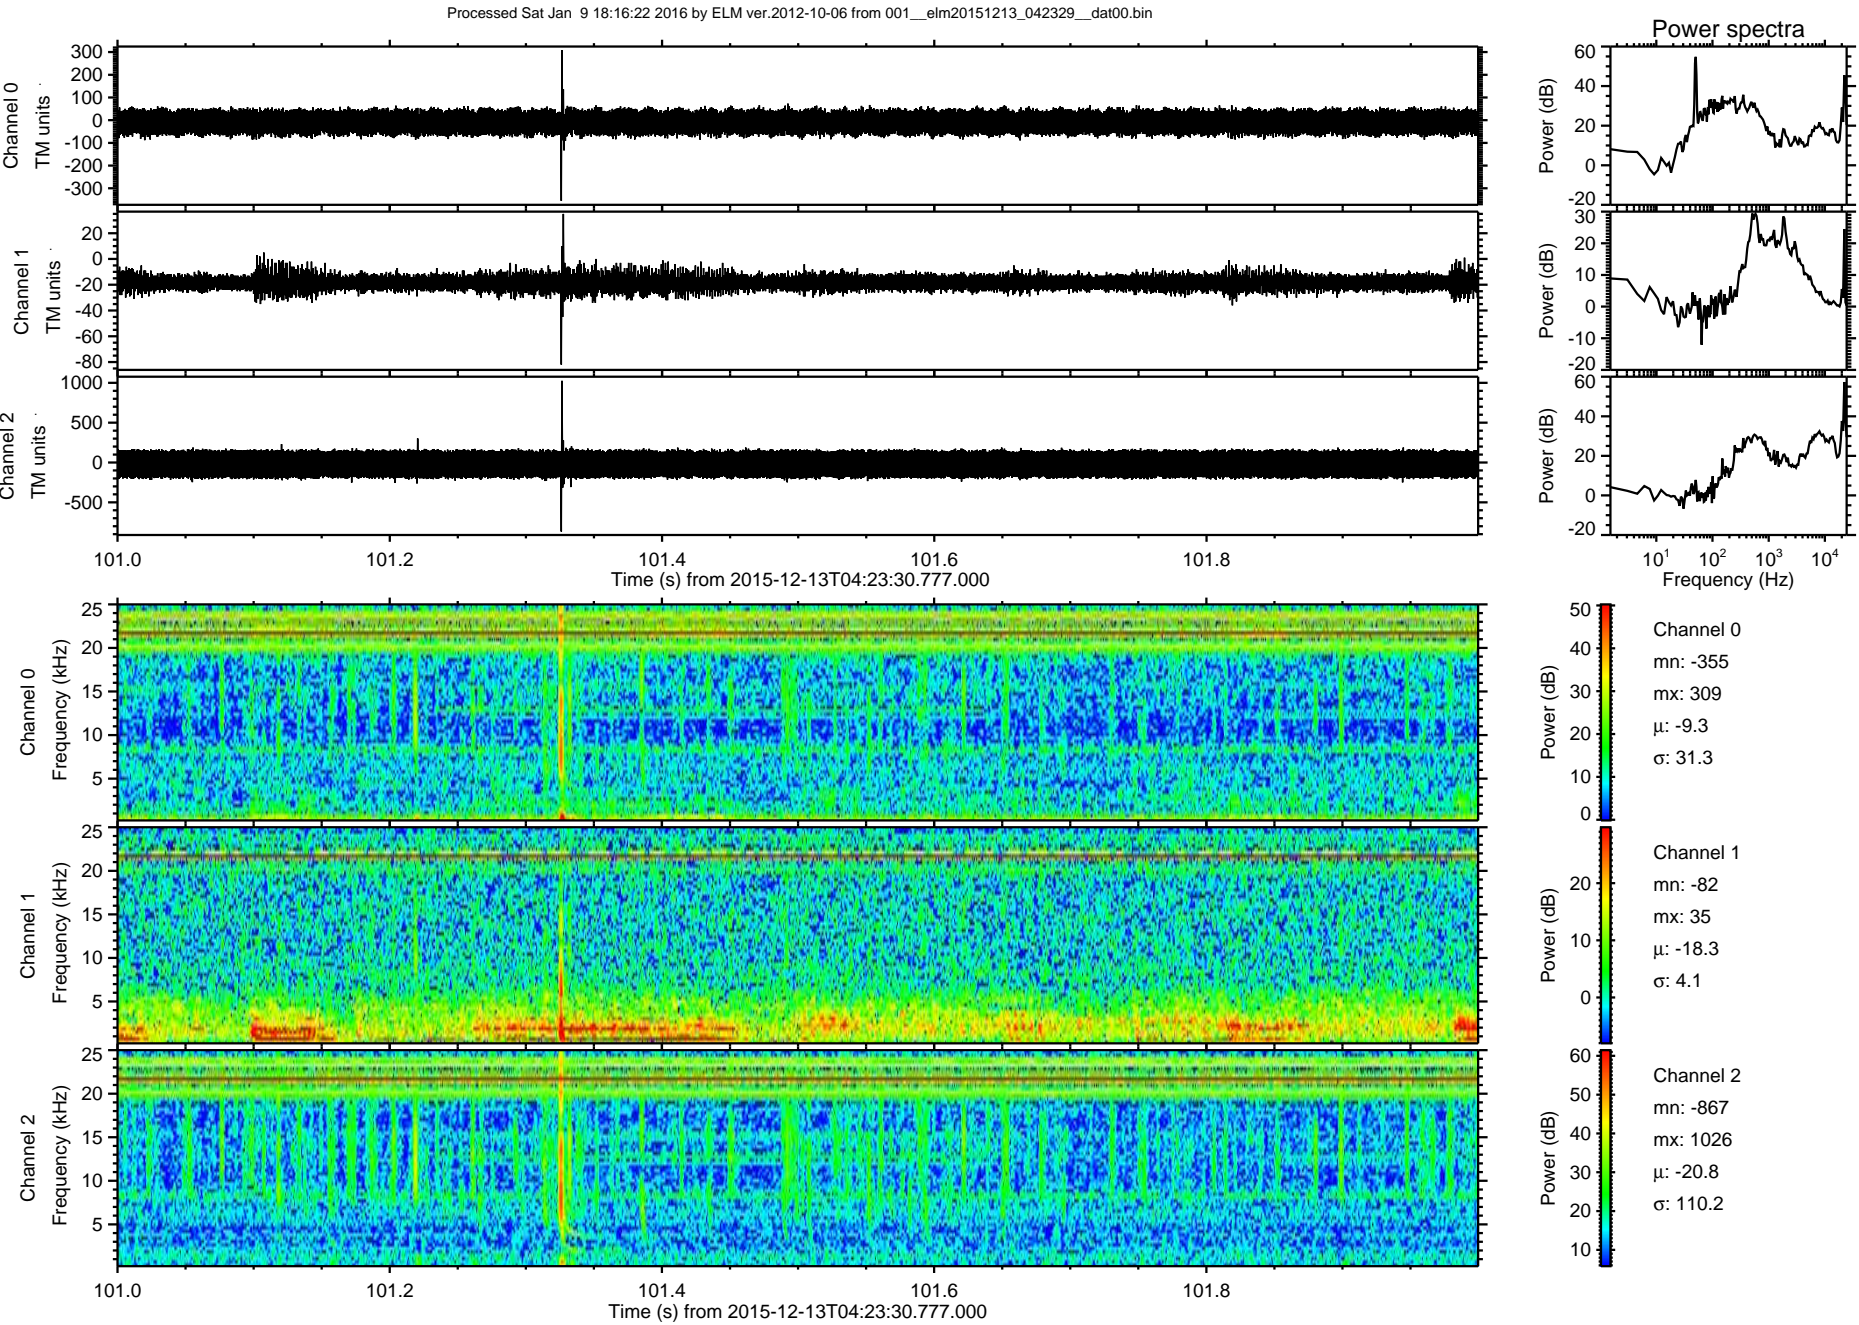 Processed Sat Jan  9 18:16:22 2016 by ELM ver.2012-10-06 from 001__elm20151213_042329__dat00.bin
Power spectra
Channel 0
TM units
300
200
100
0
-100
-200
-300
Power (dB)
60
40
20
0
-20
Channel 1
TM units
20
0
-20
-40
-60
-80
Power (dB)
30
20
10
0
-10
-20
Channel 2
TM units
1000
500
0
-500
Power (dB)
60
40
20
0
-20
101.0 101.2 101.4 101.6 101.8
Time (s) from 2015-12-13T04:23:30.777.000
10¹ 10² 10³ 10⁴
Frequency (Hz)
Channel 0
Frequency (kHz)
25
20
15
10
5
Power (dB)
50
40
30
20
10
0
Channel 0
mn: -355
mx: 309
μ: -9.3
σ: 31.3
Channel 1
Frequency (kHz)
25
20
15
10
5
Power (dB)
20
10
0
Channel 1
mn: -82
mx: 35
μ: -18.3
σ: 4.1
Channel 2
Frequency (kHz)
25
20
15
10
5
Power (dB)
60
50
40
30
20
10
Channel 2
mn: -867
mx: 1026
μ: -20.8
σ: 110.2
101.0 101.2 101.4 101.6 101.8
Time (s) from 2015-12-13T04:23:30.777.000